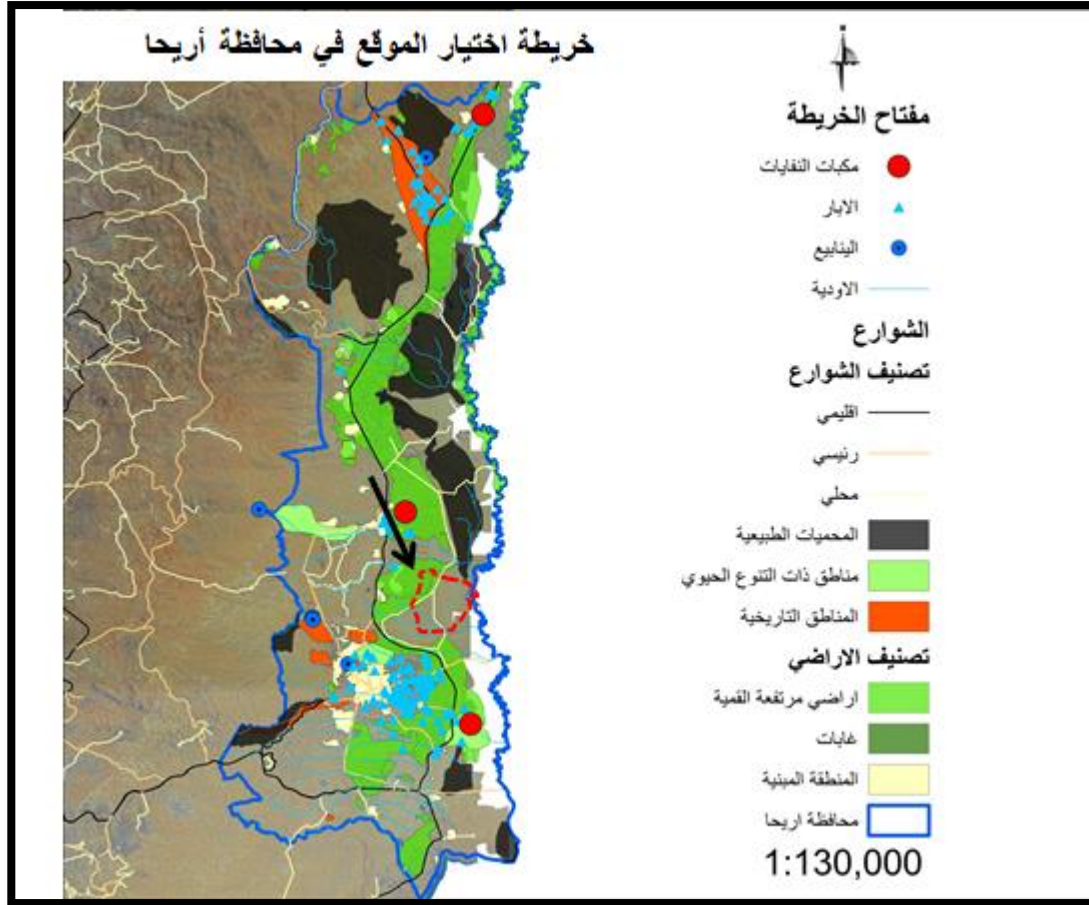 خريطة اختيار الموقع في محافظة أريحا
مفتاح الخريطة
مكبات النفايات
الابار
الينابيع
الاودية
الشوارع
تصنيف الشوارع
اقليمي
رئيسي
محلي
المحميات الطبيعية
مناطق ذات التنوع الحيوي
المناطق التاريخية
تصنيف الاراضي
اراضي مرتفعة القمية
غابات
المنطقة المبنية
محافظة اريحا
1:130,000